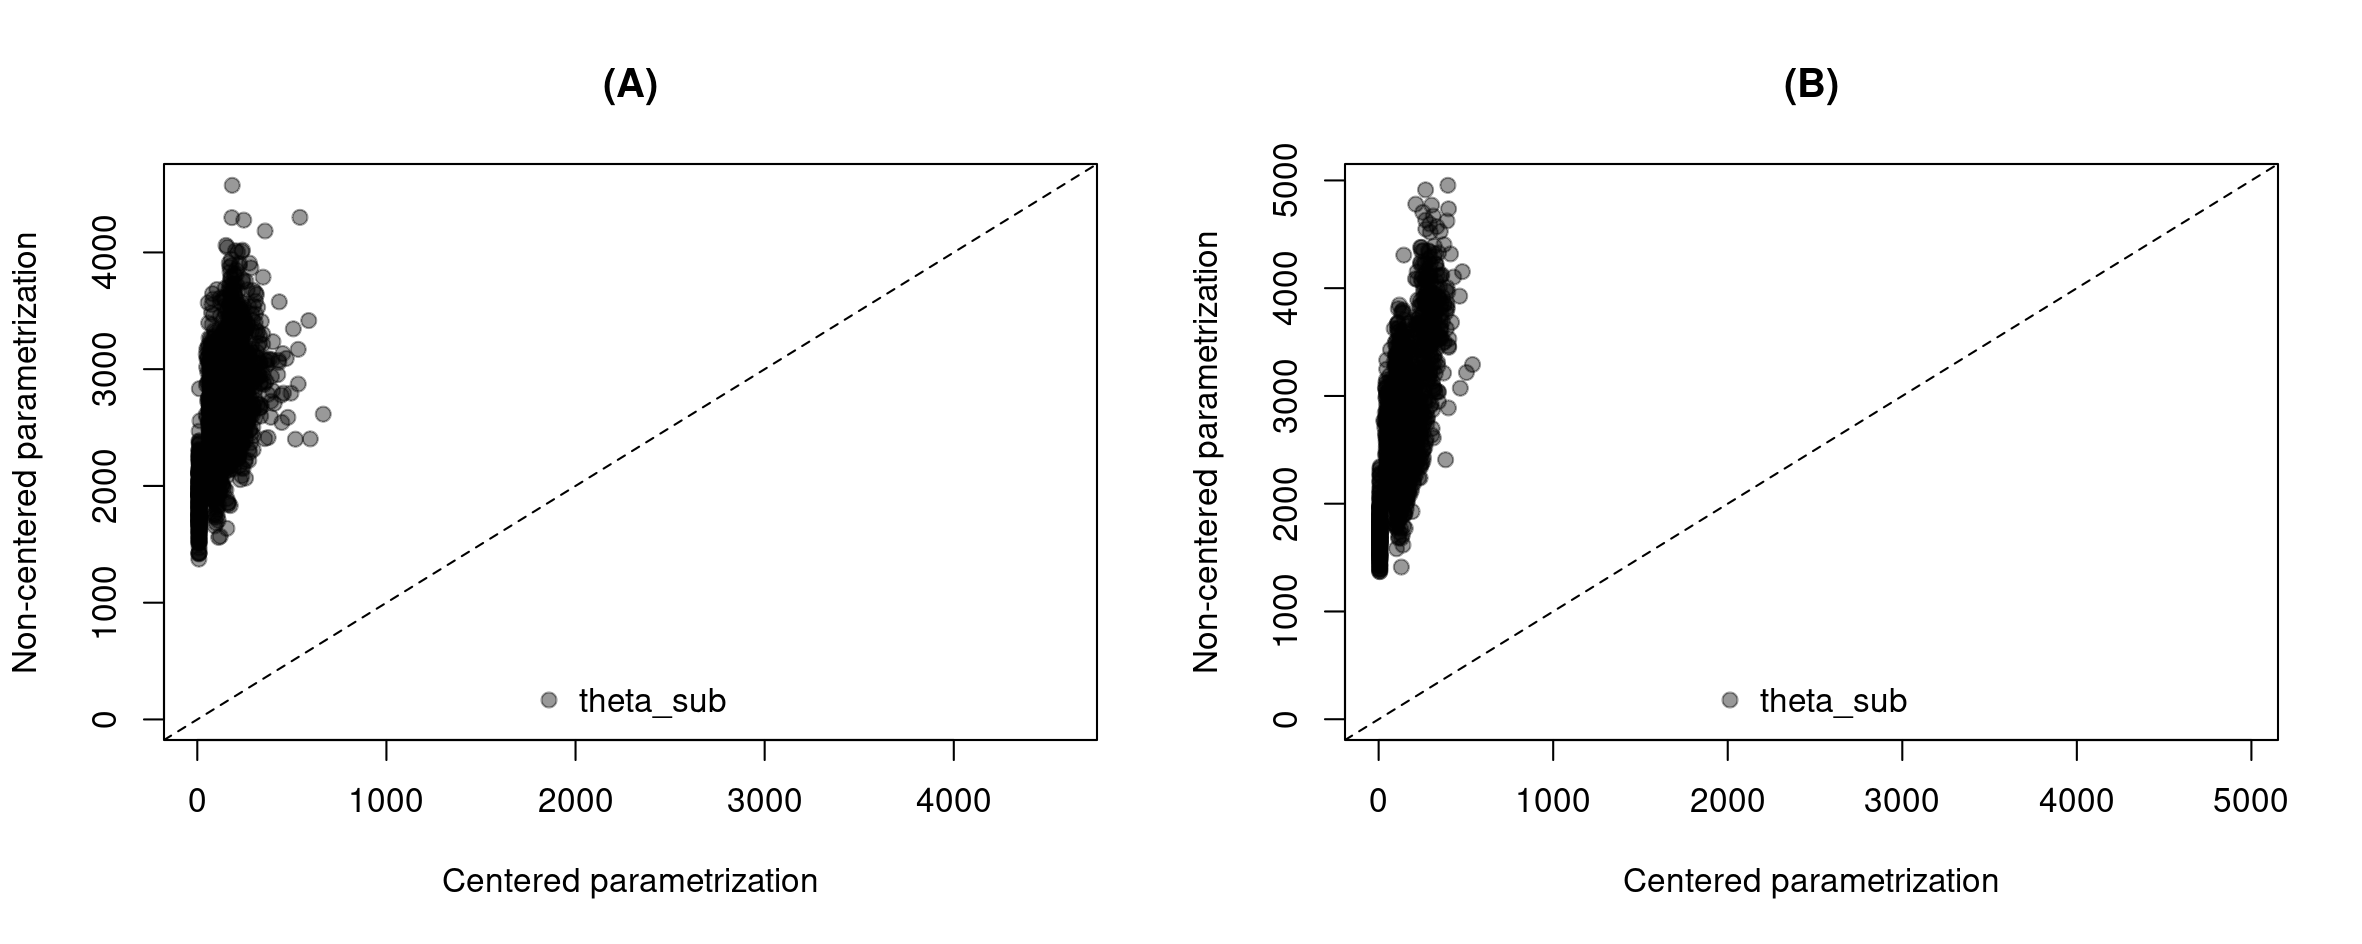 (A)
Non-centered parametrization
4000
3000
2000
1000
0
theta_sub
0 1000 2000 3000 4000
Centered parametrization
(B)
Non-centered parametrization
5000
4000
3000
2000
1000
0
theta_sub
0 1000 2000 3000 4000 5000
Centered parametrization